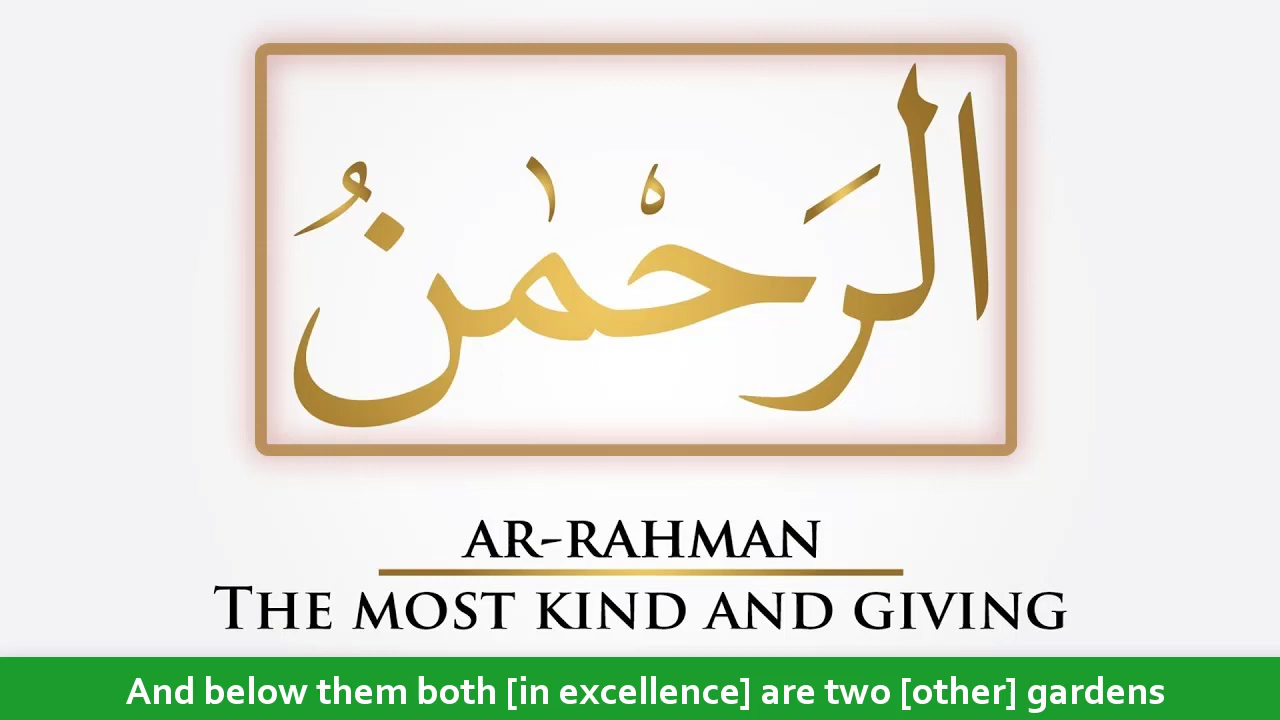 الرَحْمٰنُ
AR-RAHMAN
THE MOST KIND AND GIVING
And below them both [in excellence] are two [other] gardens